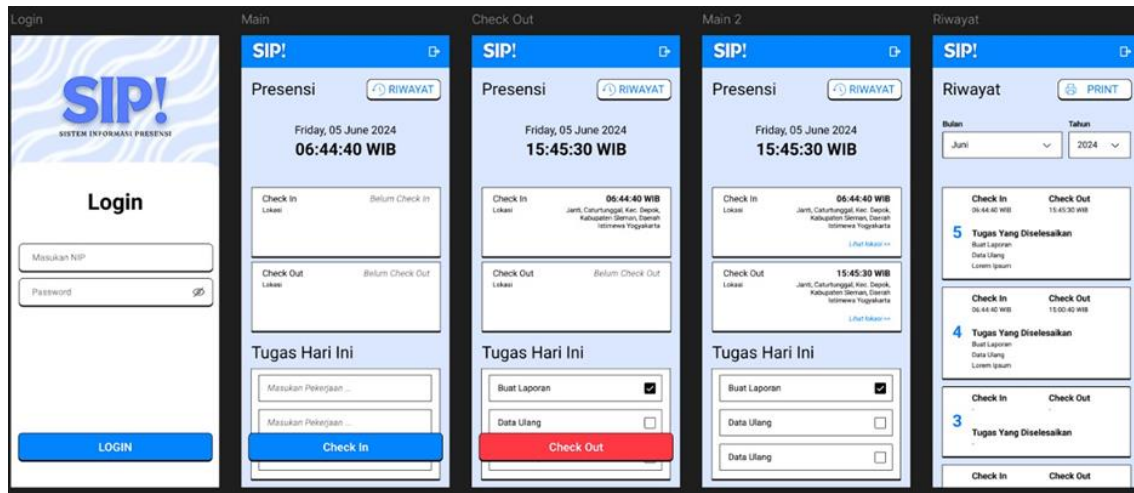 Login
SIP!
SISTEM INFORMASI PRESENSI
Login
Masukan NIP
Password
LOGIN
Main
SIP!
Presensi
RIWAYAT
Friday, 05 June 2024
06:44:40 WIB
Check In
Belum Check In
Lokasi
Check Out
Belum Check Out
Lokasi
Tugas Hari Ini
Masukan Pekerjaan ...
Masukan Pekerjaan ...
Check In
Check Out
SIP!
Presensi
RIWAYAT
Friday, 05 June 2024
15:45:30 WIB
Check In
06:44:40 WIB
Lokasi
Janti, Caturtunggal, Kec. Depok,
Kabupaten Sleman, Daerah
Istimewa Yogyakarta
Check Out
Belum Check Out
Lokasi
Tugas Hari Ini
Buat Laporan
Data Ulang
Check Out
Main 2
SIP!
Presensi
RIWAYAT
Friday, 05 June 2024
15:45:30 WIB
Check In
06:44:40 WIB
Lokasi
Janti, Caturtunggal, Kec. Depok,
Kabupaten Sleman, Daerah
Istimewa Yogyakarta
Lihat lokasi >>
Check Out
15:45:30 WIB
Lokasi
Janti, Caturtunggal, Kec. Depok,
Kabupaten Sleman, Daerah
Istimewa Yogyakarta
Lihat lokasi >>
Tugas Hari Ini
Buat Laporan
Data Ulang
Data Ulang
Riwayat
SIP!
Riwayat
PRINT
Bulan
Tahun
Juni
2024
Check In
Check Out
06:44:40 WIB
15:45:30 WIB
5
Tugas Yang Diselesaikan
Buat Laporan
Data Ulang
Lorem Ipsum
Check In
Check Out
06:44:40 WIB
15:00:40 WIB
4
Tugas Yang Diselesaikan
Buat Laporan
Data Ulang
Lorem Ipsum
Check In
Check Out
-
-
3
Tugas Yang Diselesaikan
-
Check In
Check Out